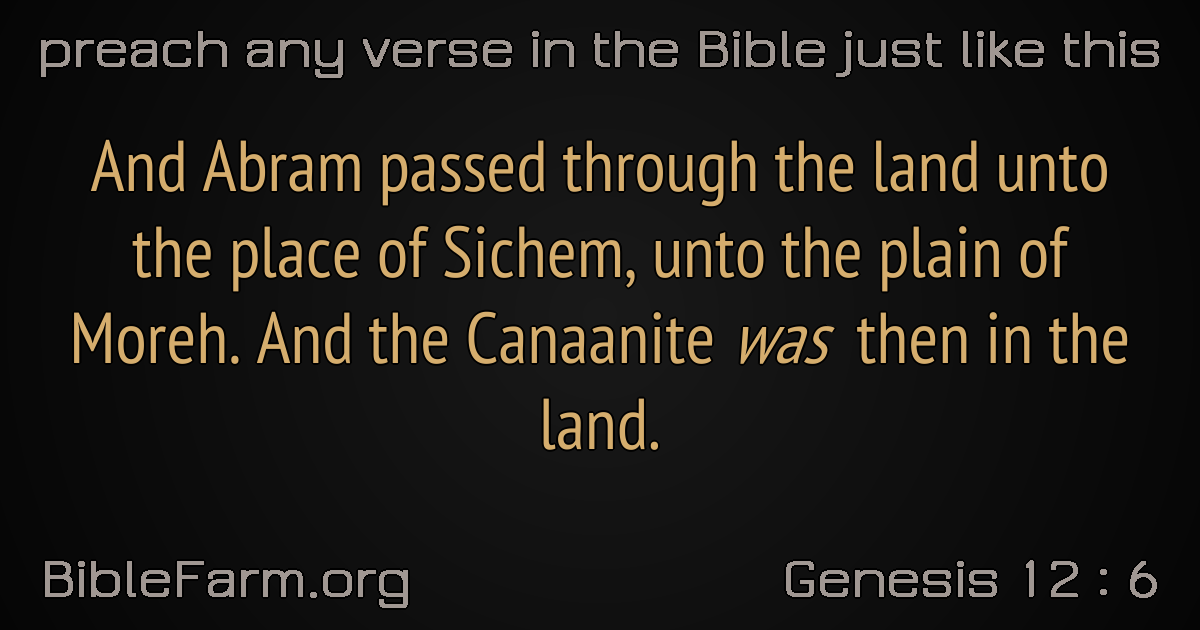 preach any verse in the Bible just like this
And Abram passed through the land unto
the place of Sichem, unto the plain of
Moreh. And the Canaanite was then in the
land.
BibleFarm.org
Genesis 12 : 6